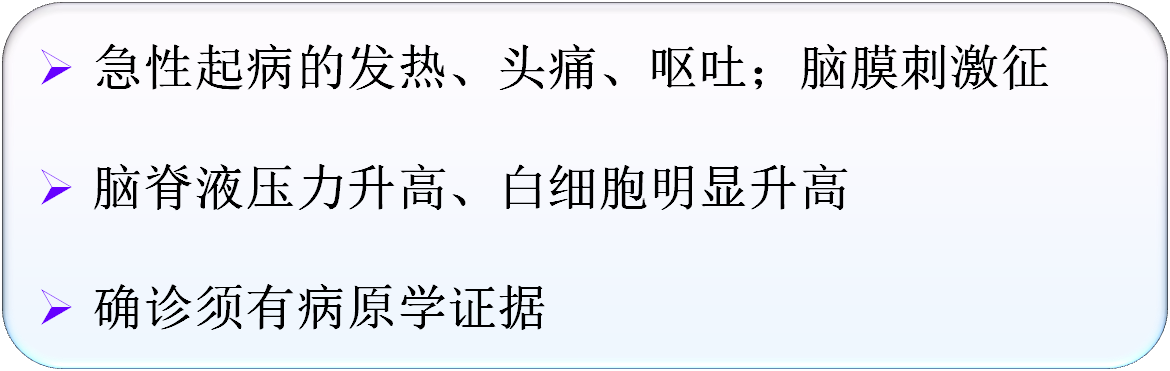 急性起病的发热、头痛、呕吐；脑膜刺激征
脑脊液压力升高、白细胞明显升高
确诊须有病原学证据